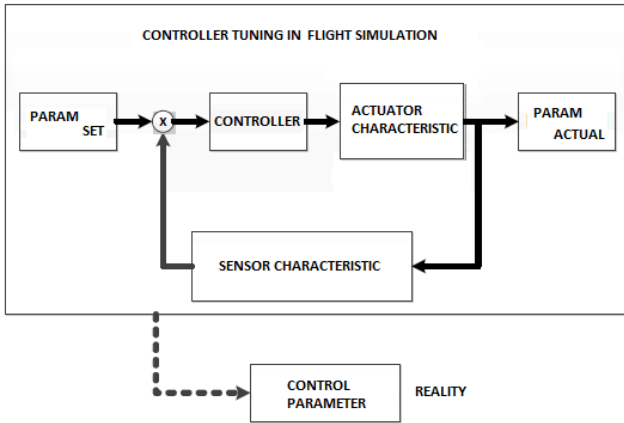 CONTROLLER TUNING IN FLIGHT SIMULATION
PARAM
SET
X
CONTROLLER
ACTUATOR
CHARACTERISTIC
PARAM
ACTUAL
SENSOR CHARACTERISTIC
CONTROL
PARAMETER
REALITY